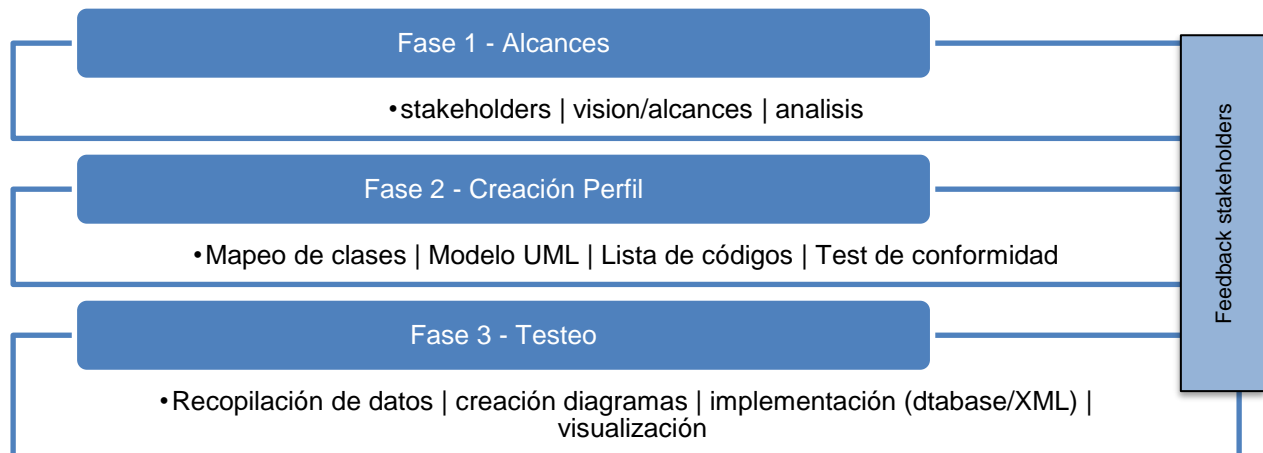 Fase 1 - Alcances
•stakeholders | vision/alcances | analisis
Fase 2 - Creación Perfil
•Mapeo de clases | Modelo UML | Lista de códigos | Test de conformidad
Fase 3 - Testeo
•Recopilación de datos | creación diagramas | implementación (dtabase/XML) |
visualización
Feedback stakeholders